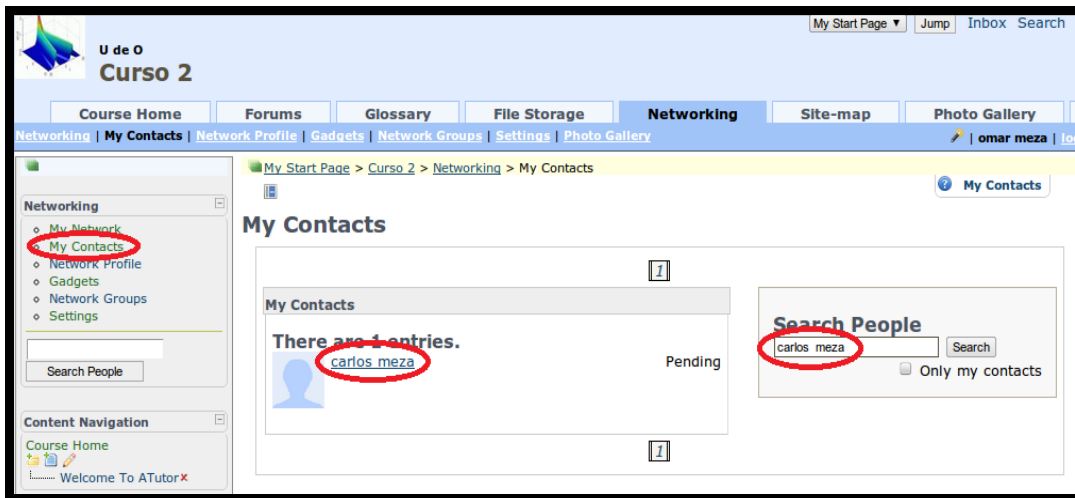 My Start Page ▼ Jump Inbox Search
U de O
Curso 2
Course Home Forums Glossary File Storage Networking Site-map Photo Gallery
Networking | My Contacts | Network Profile | Gadgets | Network Groups | Settings | Photo Gallery
| omar meza |
My Start Page > Curso 2 > Networking > My Contacts
? My Contacts
Networking
My Network
My Contacts
Network Profile
Gadgets
Network Groups
Settings
Search People
Content Navigation
Course Home
Welcome To ATutor x
My Contacts
1
My Contacts
There are 1 entries.
carlos meza Pending
1
Search People
carlos meza Search
Only my contacts